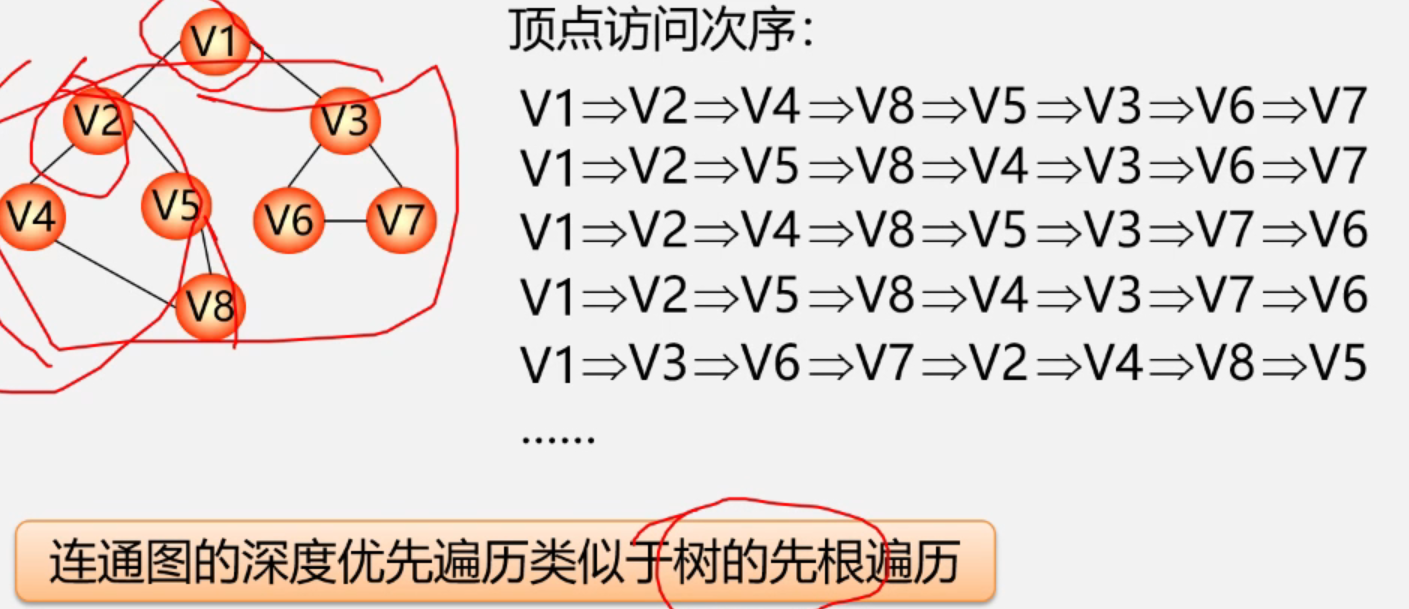 V1
V2
V3
V4
V5
V6
V7
V8
顶点访问次序：
V1⇒V2⇒V4⇒V8⇒V5⇒V3⇒V6⇒V7
V1⇒V2⇒V5⇒V8⇒V4⇒V3⇒V6⇒V7
V1⇒V2⇒V4⇒V8⇒V5⇒V3⇒V7⇒V6
V1⇒V2⇒V5⇒V8⇒V4⇒V3⇒V7⇒V6
V1⇒V3⇒V6⇒V7⇒V2⇒V4⇒V8⇒V5
......
连通图的深度优先遍历类似于树的先根遍历